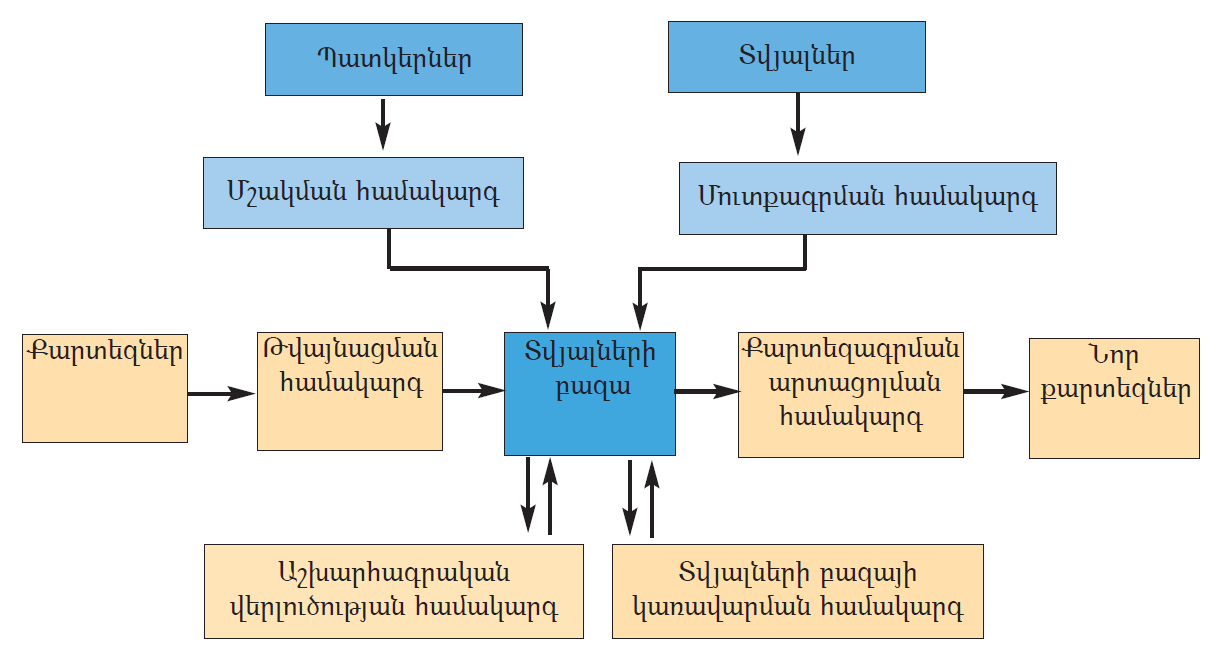 Պատկերներ
Տվյալներ
Մշակման համակարգ
Մուտքագրման համակարգ
Քարտեզներ
Թվայնացման
համակարգ
Տվյալների
բազա
Քարտեզագրման
արտացոլման
համակարգ
Նոր
քարտեզներ
Աշխարհագրական
վերլուծության համակարգ
Տվյալների բազայի
կառավարման համակարգ